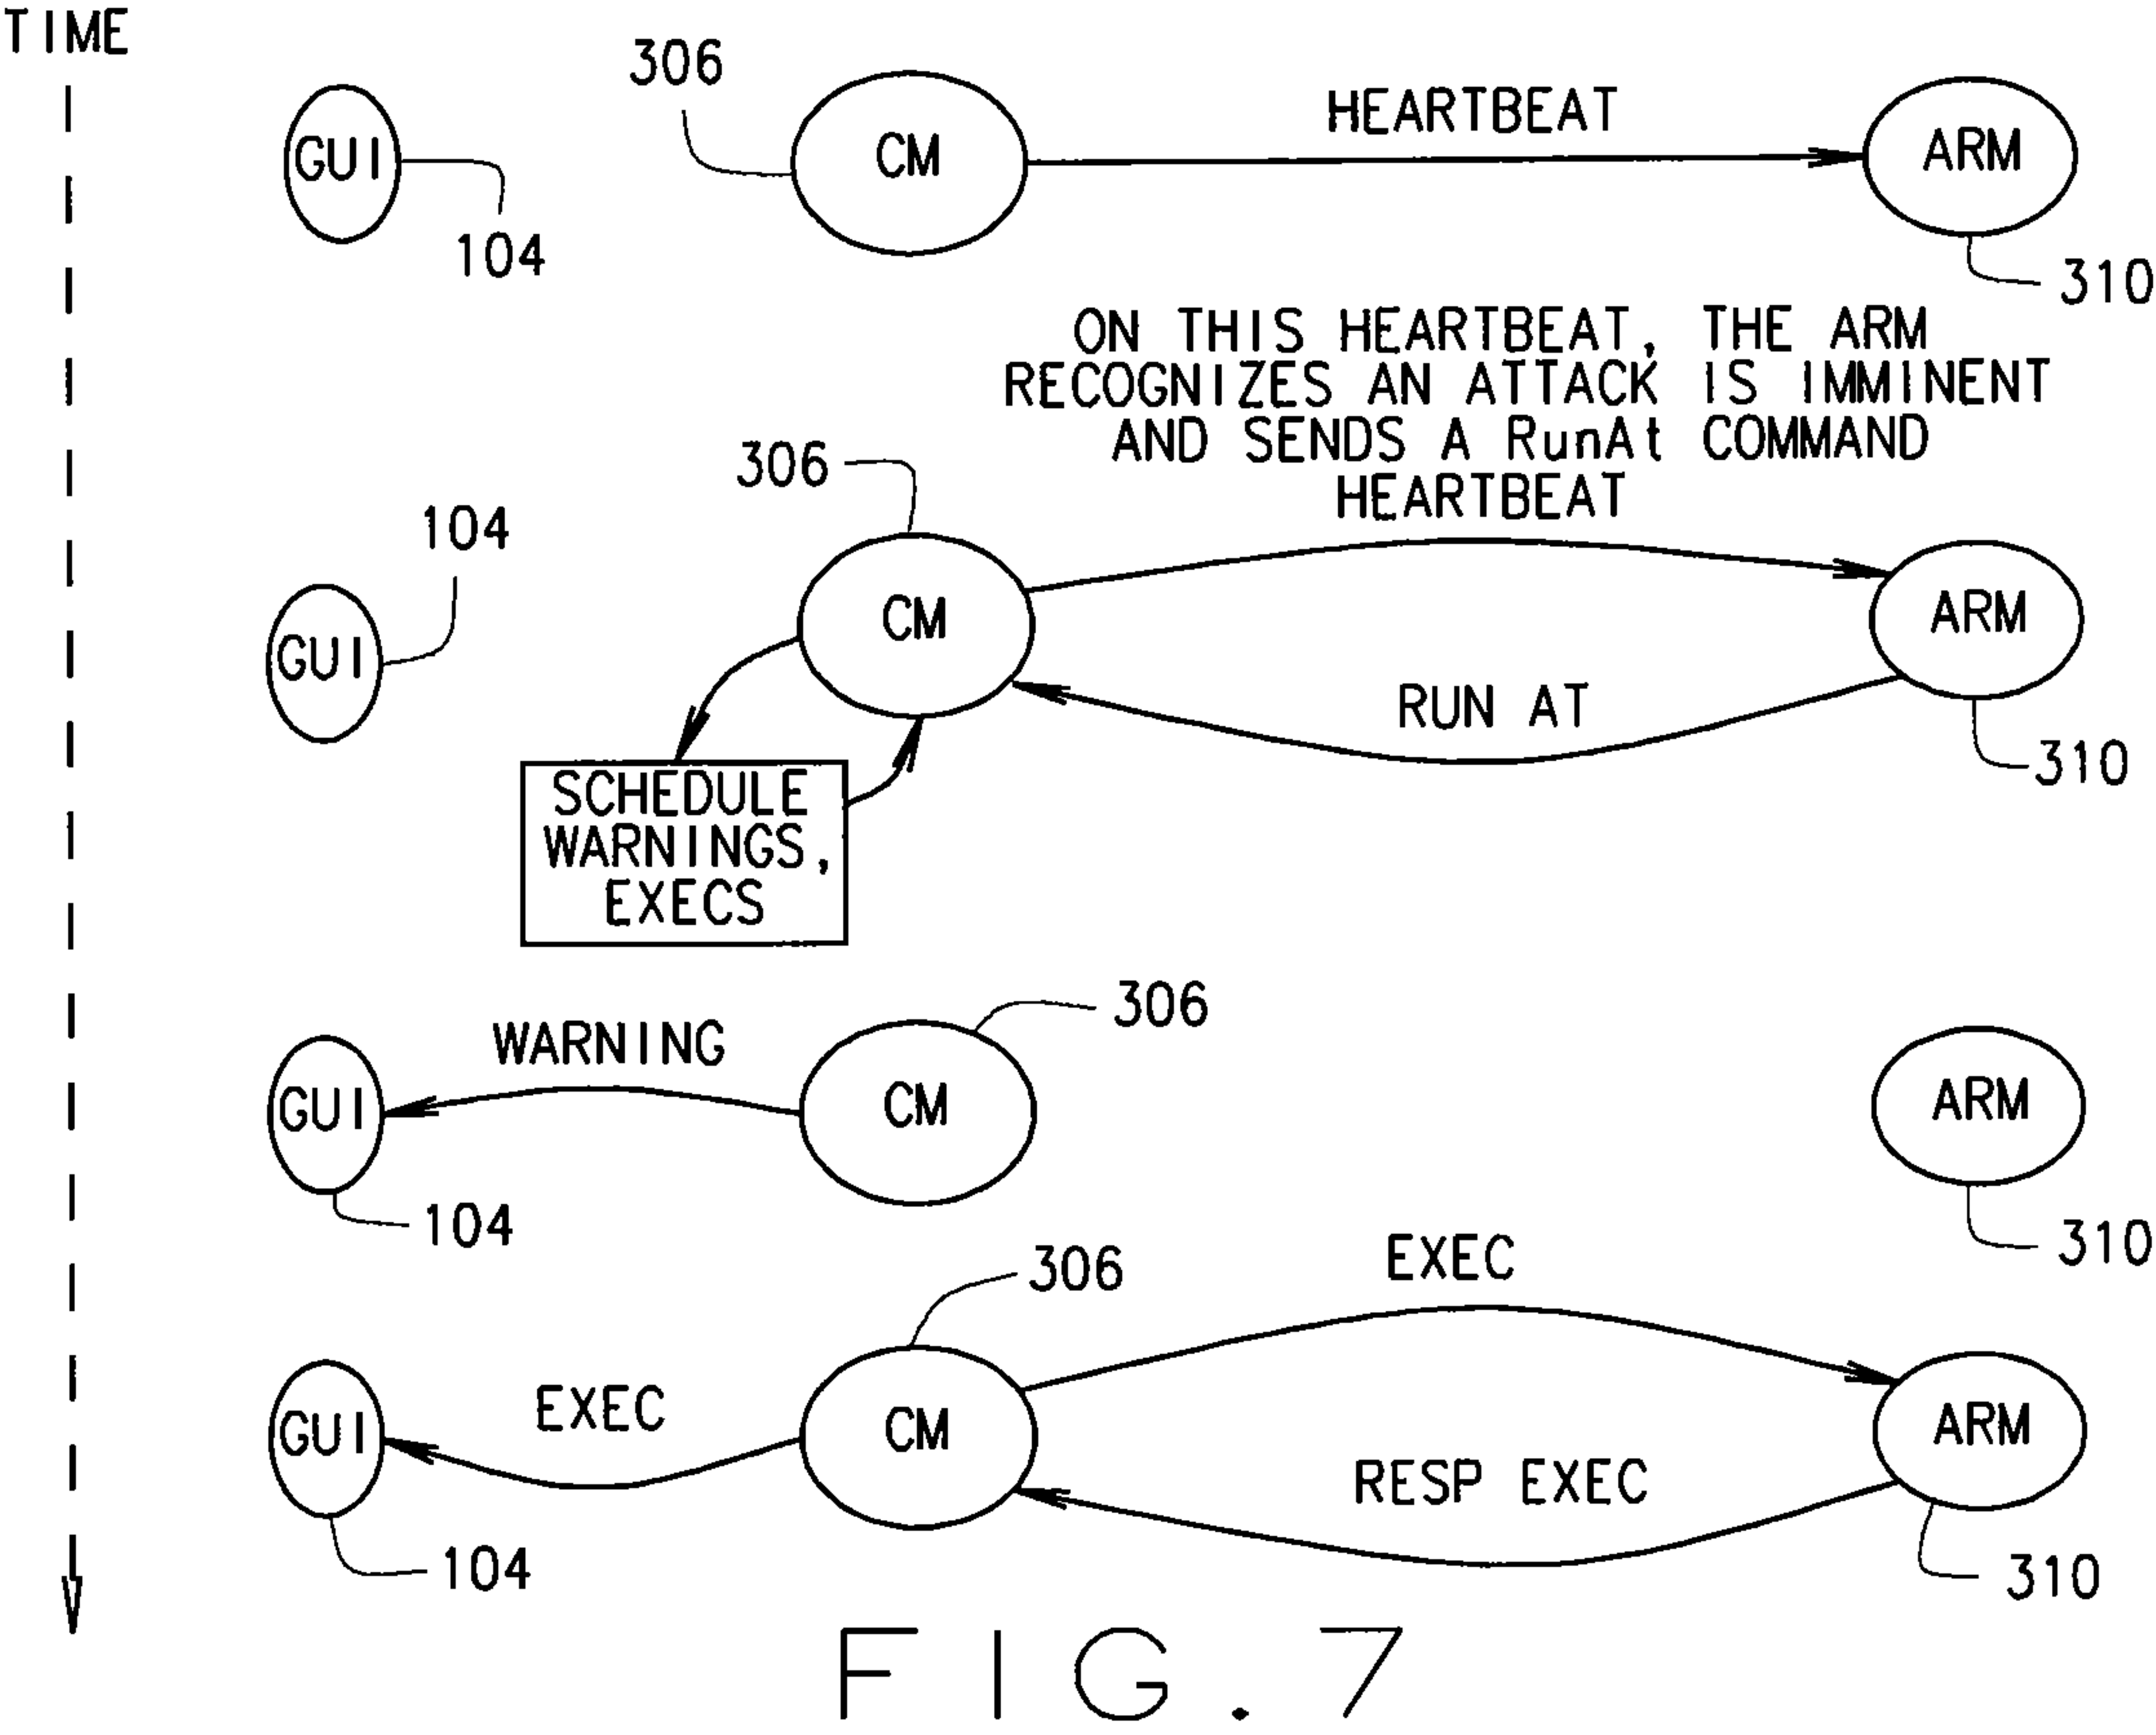 TIME
306
HEARTBEAT
GUI
CM
ARM
104
310
ON THIS HEARTBEAT, THE ARM
RECOGNIZES AN ATTACK IS IMMINENT
AND SENDS A RunAt COMMAND
306
HEARTBEAT
104
CM
ARM
GUI
RUN AT
310
SCHEDULE
WARNINGS,
EXECS
306
WARNING
GUI
CM
ARM
104
310
306
EXEC
EXEC
GUI
CM
ARM
RESP EXEC
104
310
FIG.7